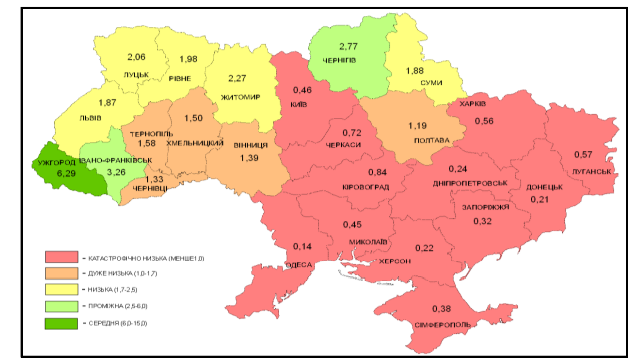 2,77
ЧЕРНІГІВ
2,06
ЛУЦЬК
1,98
РІВНЕ
2,27
ЖИТОМИР
1,88
СУМИ
0,46
КИЇВ
1,87
ЛЬВІВ
ТЕРНОПІЛЬ
1,58
1,50
ХМЕЛЬНИЦКИЙ
ВІННИЦЯ
1,39
0,72
ЧЕРКАСИ
1,19
ПОЛТАВА
ХАРКІВ
0,56
УЖГОРОД
6,29
ІВАНО-ФРАНКІВСЬК
3,26
1,33
ЧЕРНІВЦІ
0,84
КІРОВОГРАД
0,24
ДНІПРОПЕТРОВСЬК
ДОНЕЦЬК
0,21
0,57
ЛУГАНСЬК
ЗАПОРІЖЖЯ
0,32
0,45
МИКОЛАЇВ
0,14
ОДЕСА
0,22
ХЕРСОН
0,38
СІМФЕРОПОЛЬ
= КАТАСТРОФІЧНО НИЗЬКА (МЕНШЕ1,0)
= ДУЖЕ НИЗЬКА (1,0-1,7)
= НИЗЬКА (1,7-2,5)
= ПРОМІЖНА (2,5-6,0)
= СЕРЕДНЯ (6,0-15,0)